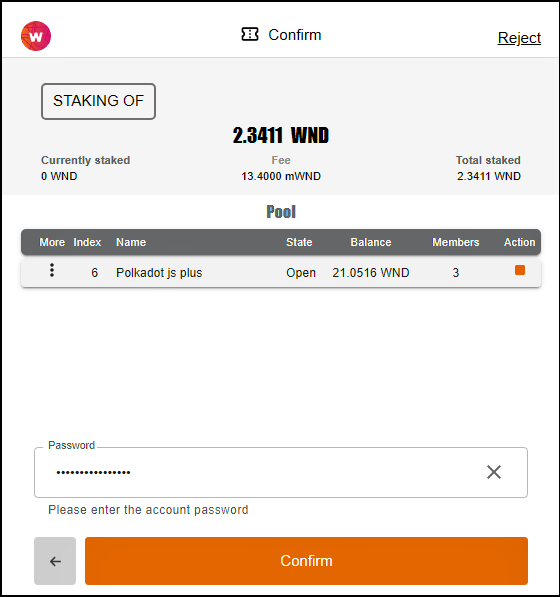 w Confirm Reject
STAKING OF
2.3411 WND
Currently staked Fee Total staked
0 WND 13.4000 mWND 2.3411 WND
Pool
More Index Name State Balance Members Action
6 Polkadot js plus Open 21.0516 WND 3
Password
••••••••••••••••
Please enter the account password
Confirm